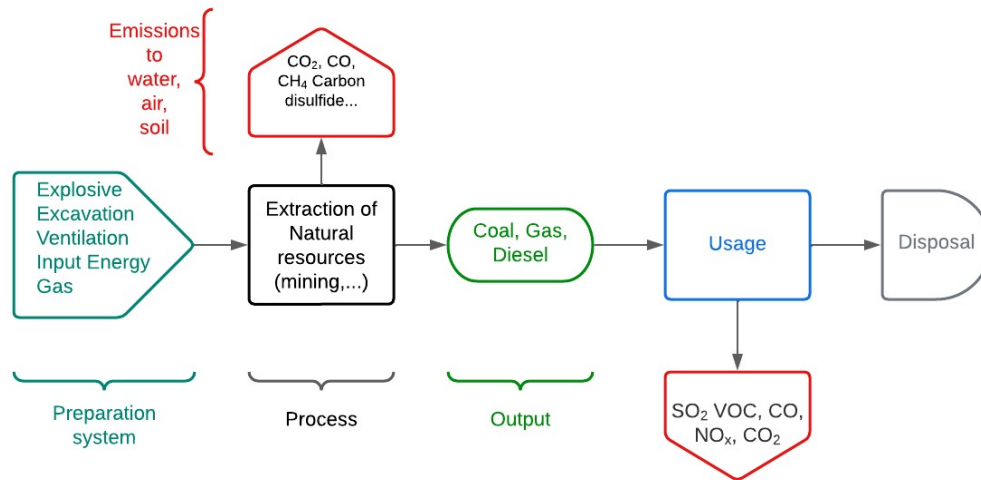 Emissions
to
water,
air,
soil
CO₂, CO,
CH₄ Carbon
disulfide...
Explosive
Excavation
Ventilation
Input Energy
Gas
Extraction of
Natural
resources
(mining,...)
Coal, Gas,
Diesel
Usage
Disposal
SO₂ VOC, CO,
NOₓ, CO₂
Preparation
system
Process
Output